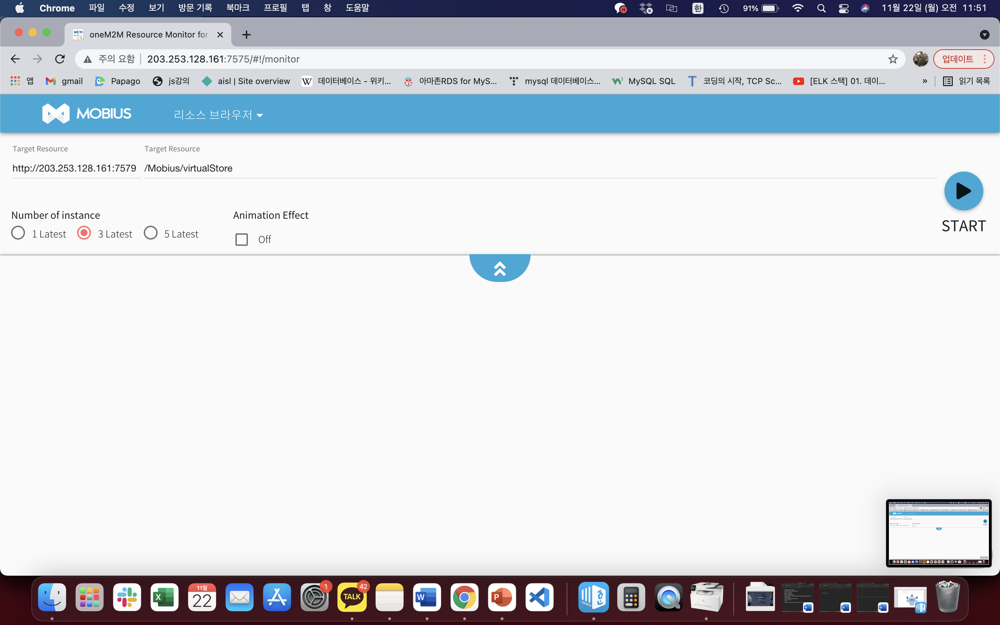 Chrome 파일 수정 보기 방문 기록 북마크 프로필 탭 창 도움말 N 한 91% 11월 22일 (월) 오전 11:51
KETI oneM2M Resource Monitor for
주의 요함 203.253.128.161:7575/#!/monitor 업데이트
앱 gmail Papago js강의 aisl | Site overview W 데이터베이스 - 위키... 아마존RDS for MyS... mysql 데이터베이스... MySQL SQL T 코딩의 시작, TCP Sc... [ELK 스택] 01. 데이... » 읽기 목록
MOBIUS 리소스 브라우저
Target Resource Target Resource
http://203.253.128.161:7579 /Mobius/virtualStore
START
Number of instance Animation Effect
1 Latest 3 Latest 5 Latest Off
X 11월 22 1 TALK 42 W P 한 VIEWER